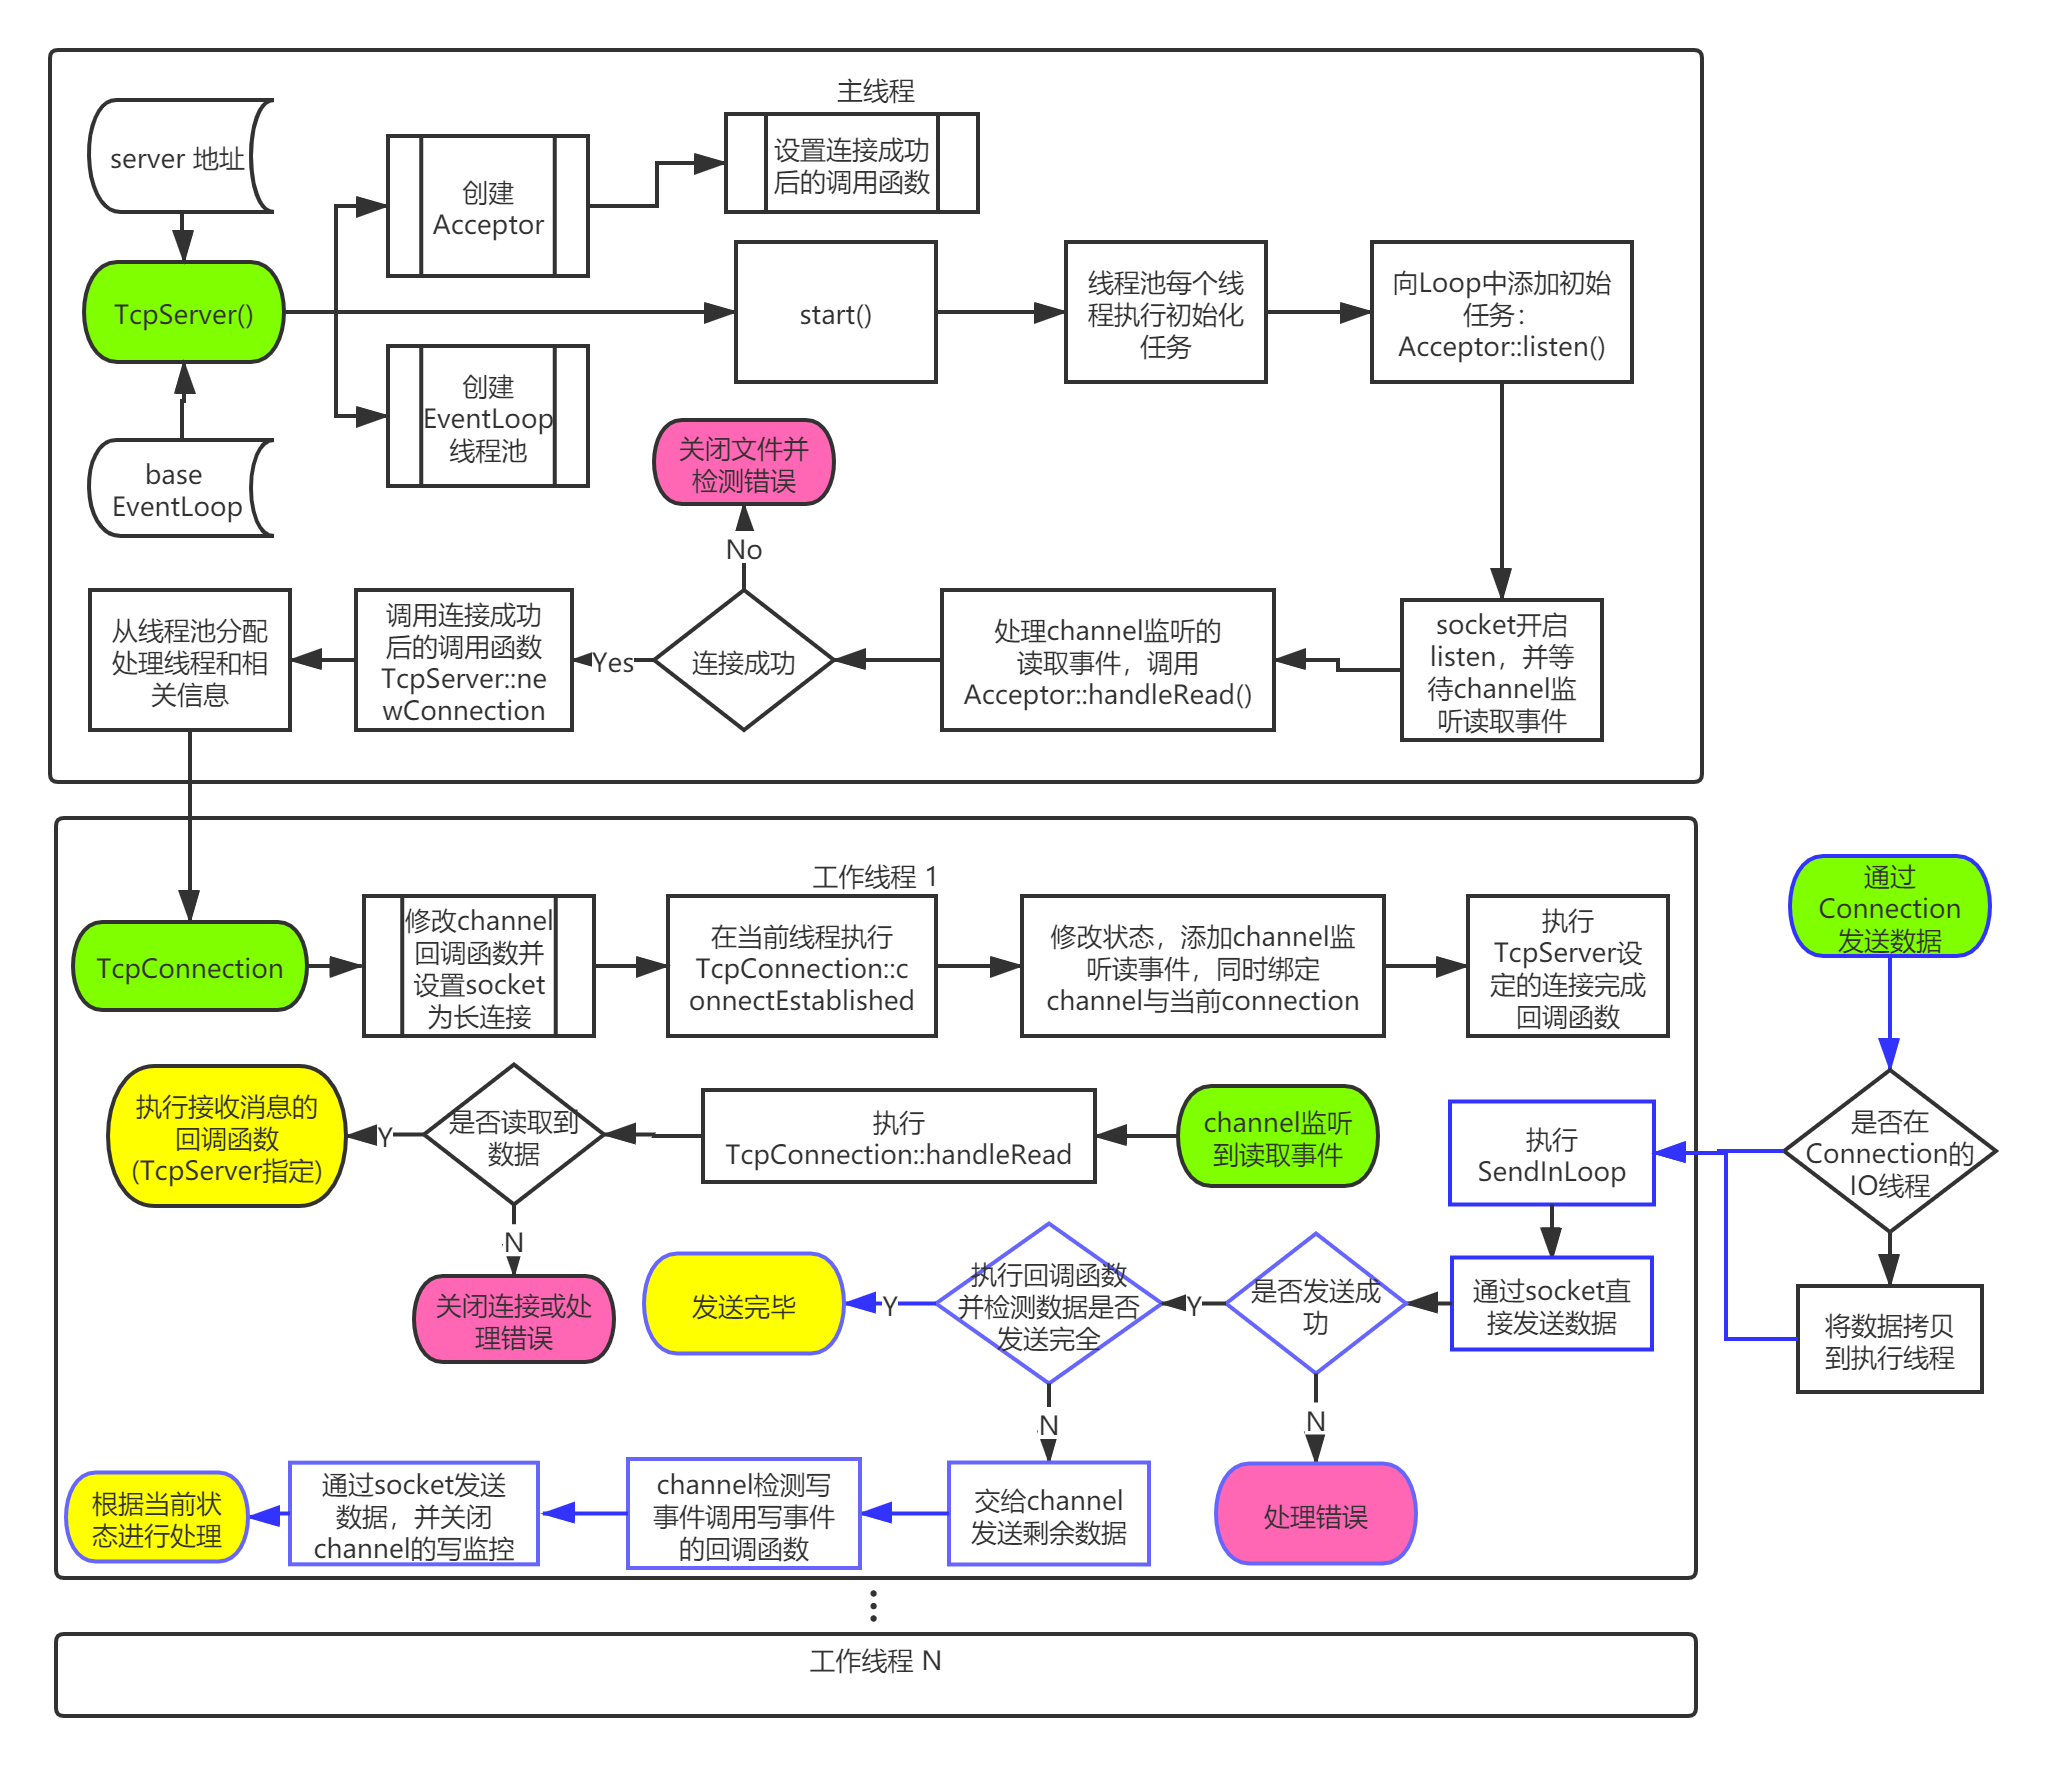 主线程
server 地址
创建
Acceptor
设置连接成功
后的调用函数
TcpServer()
start()
线程池每个线
程执行初始化
任务
向Loop中添加初始
任务：
Acceptor::listen()
base
EventLoop
创建
EventLoop
线程池
关闭文件并
检测错误
No
从线程池分配
处理线程和相
关信息
调用连接成功
后的调用函数
TcpServer::ne
wConnection
Yes
连接成功
处理channel监听的
读取事件，调用
Acceptor::handleRead()
socket开启
listen，并等
待channel监
听读取事件
工作线程 1
TcpConnection
修改channel
回调函数并
设置socket
为长连接
在当前线程执行
TcpConnection::c
onnectEstablished
修改状态，添加channel监
听读事件，同时绑定
channel与当前connection
执行
TcpServer设
定的连接完成
回调函数
通过
Connection
发送数据
执行接收消息的
回调函数
(TcpServer指定)
Y
是否读取到
数据
执行
TcpConnection::handleRead
channel监听
到读取事件
执行
SendInLoop
是否在
Connection的
IO线程
N
关闭连接或处
理错误
发送完毕
Y
执行回调函数
并检测数据是否
发送完全
Y
是否发送成
功
通过socket直
接发送数据
将数据拷贝
到执行线程
N
N
根据当前状
态进行处理
通过socket发送
数据，并关闭
channel的写监控
channel检测写
事件调用写事件
的回调函数
交给channel
发送剩余数据
处理错误
工作线程 N